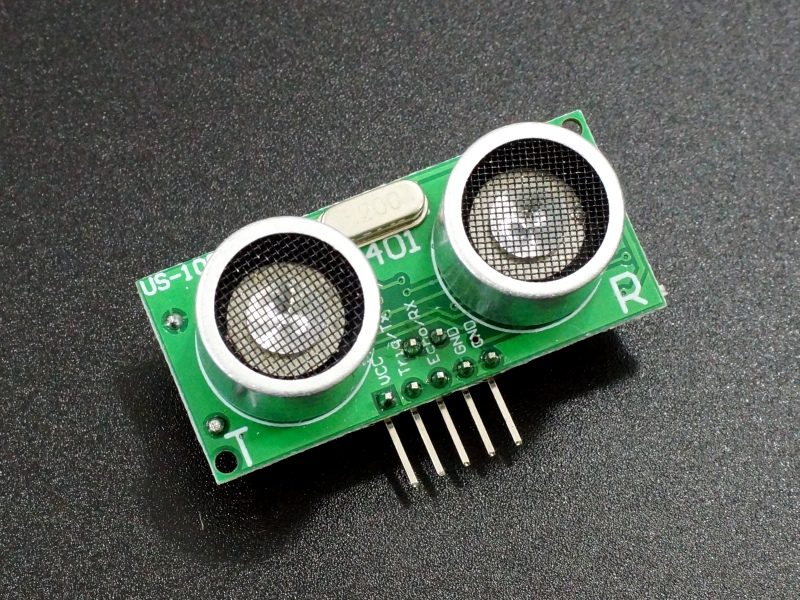 US-10
401
R
VCC
Trig/TX
Echo/RX
GND
GND
T